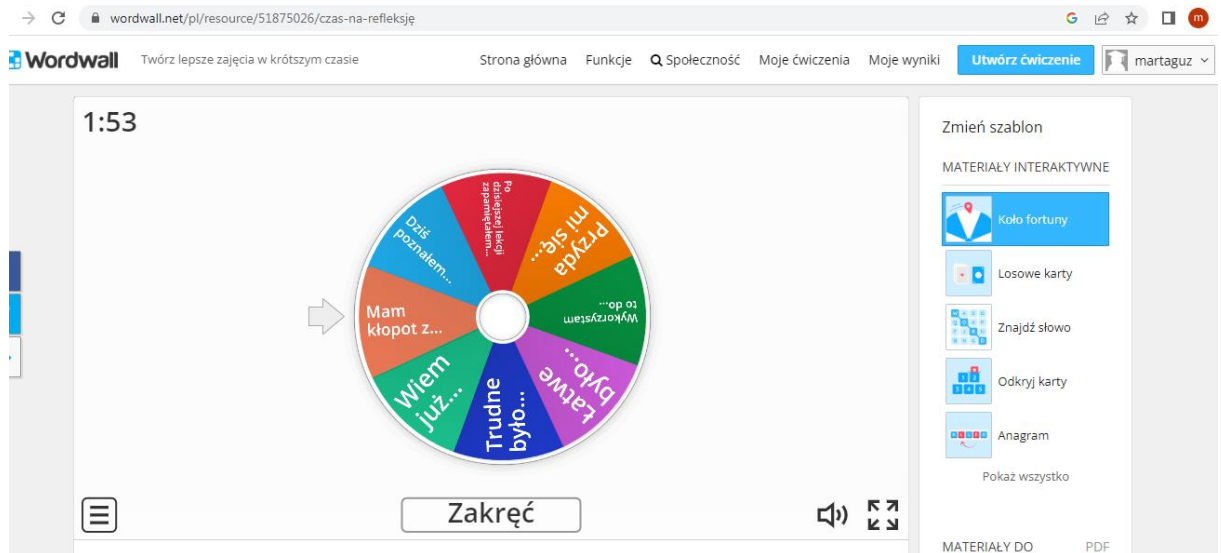 wordwall.net/pl/resource/51875026/czas-na-refleksję
G
m
Wordwall
Twórz lepsze zajęcia w krótszym czasie
Strona główna
Funkcje
Społeczność
Moje ćwiczenia
Moje wyniki
Utwórz ćwiczenie
martaguz
1:53
Po
dzisiejszej lekcji
zapamiętałem...
Przyda
mi się...
Wykorzystam
to do...
Łatwe
było...
Trudne
było...
Wiem
już...
Mam
kłopot z...
Dziś
poznałem...
Zakręć
Zmień szablon
MATERIAŁY INTERAKTYWNE
Koło fortuny
Losowe karty
Znajdź słowo
Odkryj karty
Anagram
Pokaż wszystko
MATERIAŁY DO
PDF